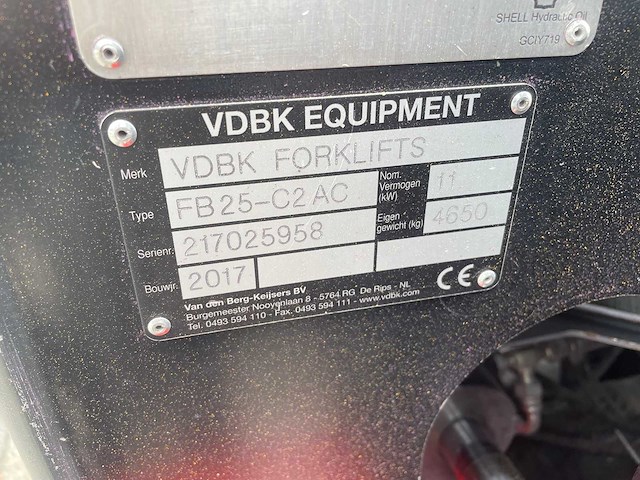 SHELL Hydraulic Oil
GCIY719
VDBK EQUIPMENT
Merk VDBK FORKLIFTS
Type FB25-C2 AC Nom. Vermogen (kW) 11
Serienr. 217025958 Eigen gewicht (kg) 4650
Bouwjr. 2017
CE
Van den Berg-Keijsers BV
Burgemeester Nooyenlaan 8 - 5764 RG De Rips - NL
Tel. 0493 594 110 - Fax. 0493 594 111 - www.vdbk.com